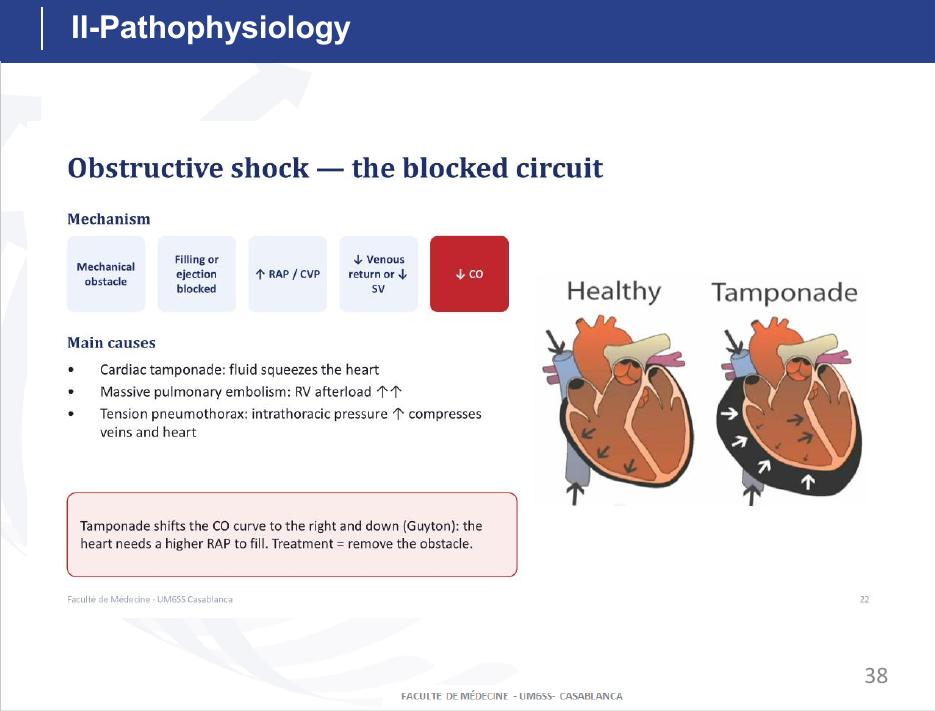 II-Pathophysiology
Obstructive shock — the blocked circuit
Mechanism
Mechanical
obstacle
Filling or
ejection
blocked
↑ RAP / CVP
↓ Venous
return or ↓
SV
↓ CO
Main causes
• Cardiac tamponade: fluid squeezes the heart
• Massive pulmonary embolism: RV afterload ↑↑
• Tension pneumothorax: intrathoracic pressure ↑ compresses
veins and heart
Healthy
Tamponade
Tamponade shifts the CO curve to the right and down (Guyton): the
heart needs a higher RAP to fill. Treatment = remove the obstacle.
Faculté de Médecine - UM6SS Casablanca
22
38
FACULTE DE MÉDECINE - UM6SS- CASABLANCA